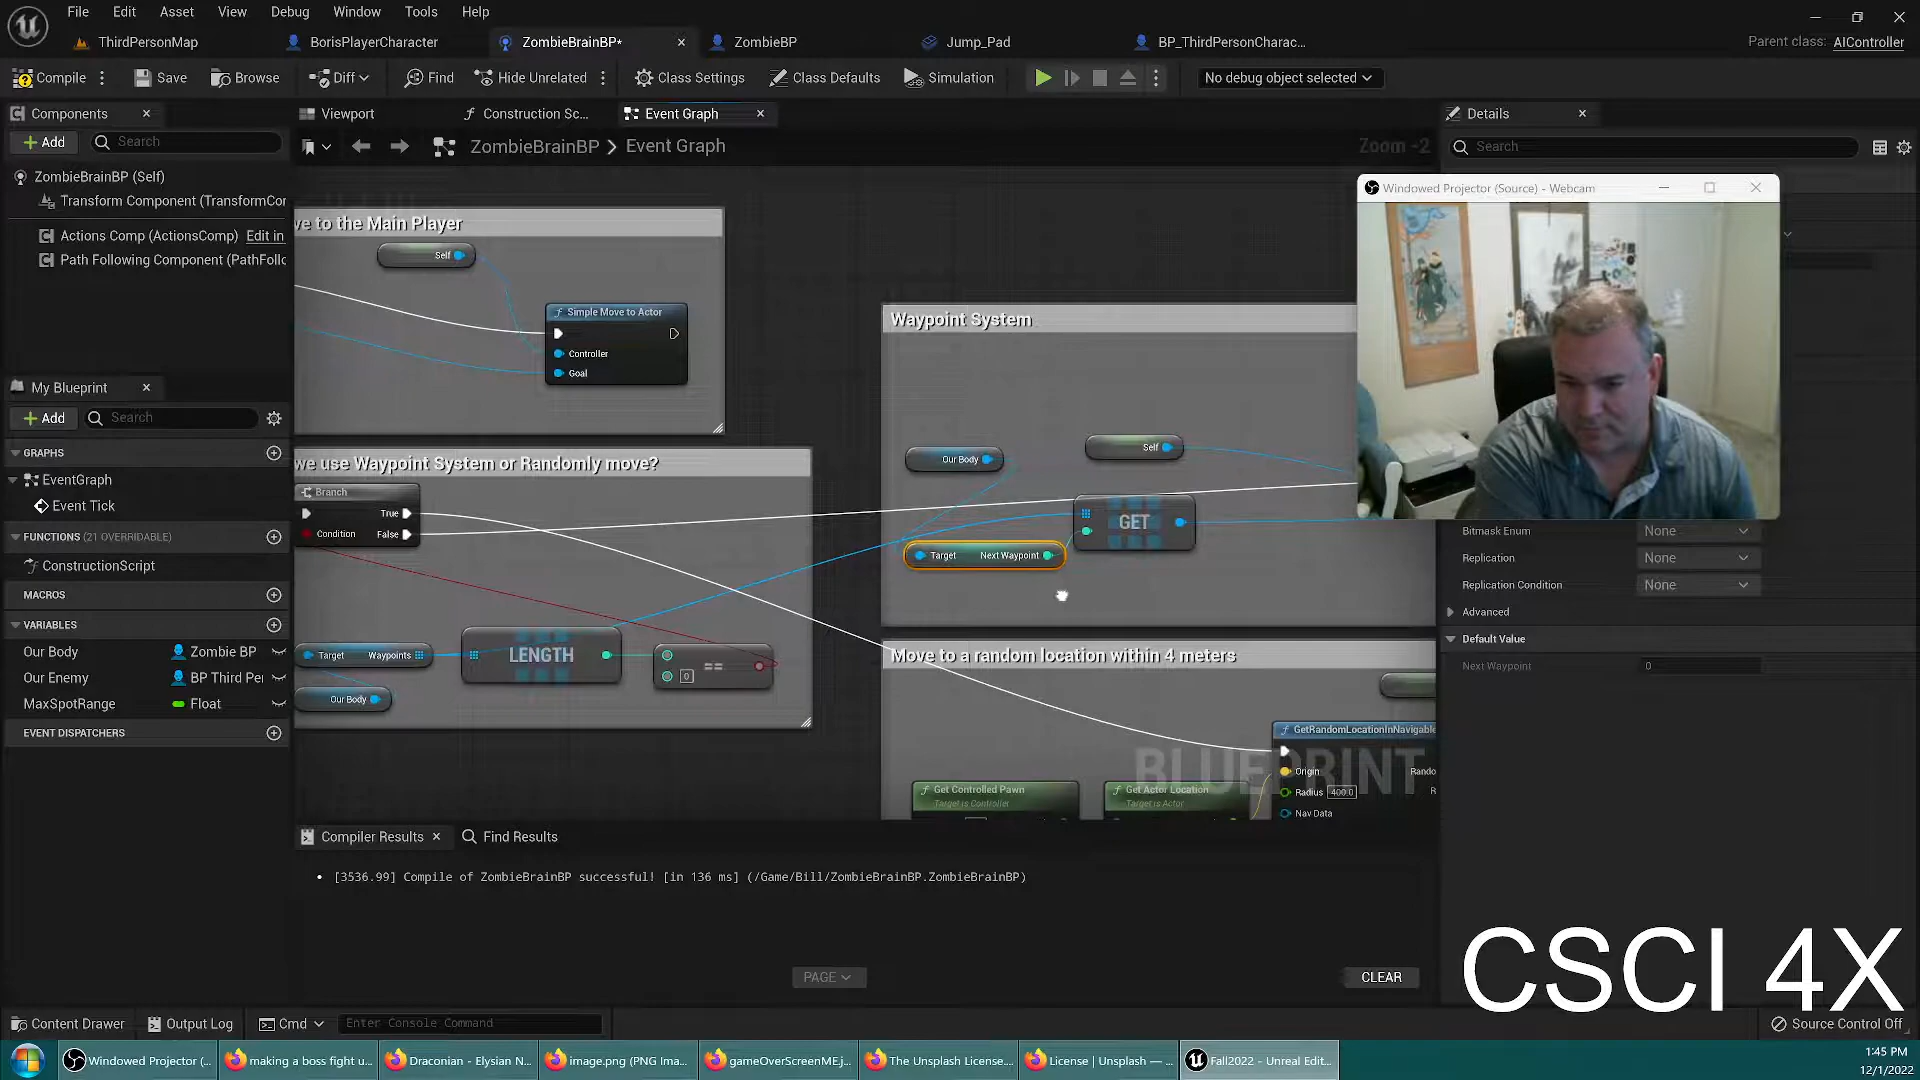 File Edit Asset View Debug Window Tools Help
ThirdPersonMap BorisPlayerCharacter ZombieBrainBP* ZombieBP Jump_Pad BP_ThirdPersonCharac... Parent class: AIController
Compile Save Browse Diff Find Hide Unrelated Class Settings Class Defaults Simulation No debug object selected
Components Viewport Construction Sc... Event Graph Details
Add Search ZombieBrainBP > Event Graph Zoom -2 Search
ZombieBrainBP (Self)
Transform Component (TransformCor
Actions Comp (ActionsComp) Edit in
Path Following Component (PathFollc
Windowed Projector (Source) - Webcam
ve to the Main Player
Self
Simple Move to Actor
Controller
Goal
Waypoint System
Our Body Self
GET
Target Next Waypoint
My Blueprint
Add Search
GRAPHS
EventGraph
Event Tick
FUNCTIONS (21 OVERRIDABLE)
ConstructionScript
MACROS
VARIABLES
Our Body Zombie BP
Our Enemy BP Third Per
MaxSpotRange Float
EVENT DISPATCHERS
we use Waypoint System or Randomly move?
Branch
True
Condition False
Target Waypoints LENGTH == 0
Our Body
Move to a random location within 4 meters
GetRandomLocationInNavigable
Origin Rando
Radius 400.0 R
Nav Data
Get Controlled Pawn
Target is Controller
Get Actor Location
Target is Actor
BLUEPRINT
Bitmask Enum None
Replication None
Replication Condition None
Advanced
Default Value
Next Waypoint 0
Compiler Results Find Results
[3536.99] Compile of ZombieBrainBP successful! [in 136 ms] (/Game/Bill/ZombieBrainBP.ZombieBrainBP)
PAGE CLEAR
CSCI 4X
Content Drawer Output Log Cmd Enter Console Command Source Control Off
Windowed Projector (... making a boss fight u... Draconian - Elysian N... image.png (PNG Ima... gameOverScreenME.j... The Unsplash License... License | Unsplash —... Fall2022 - Unreal Edit...
1:45 PM
12/1/2022